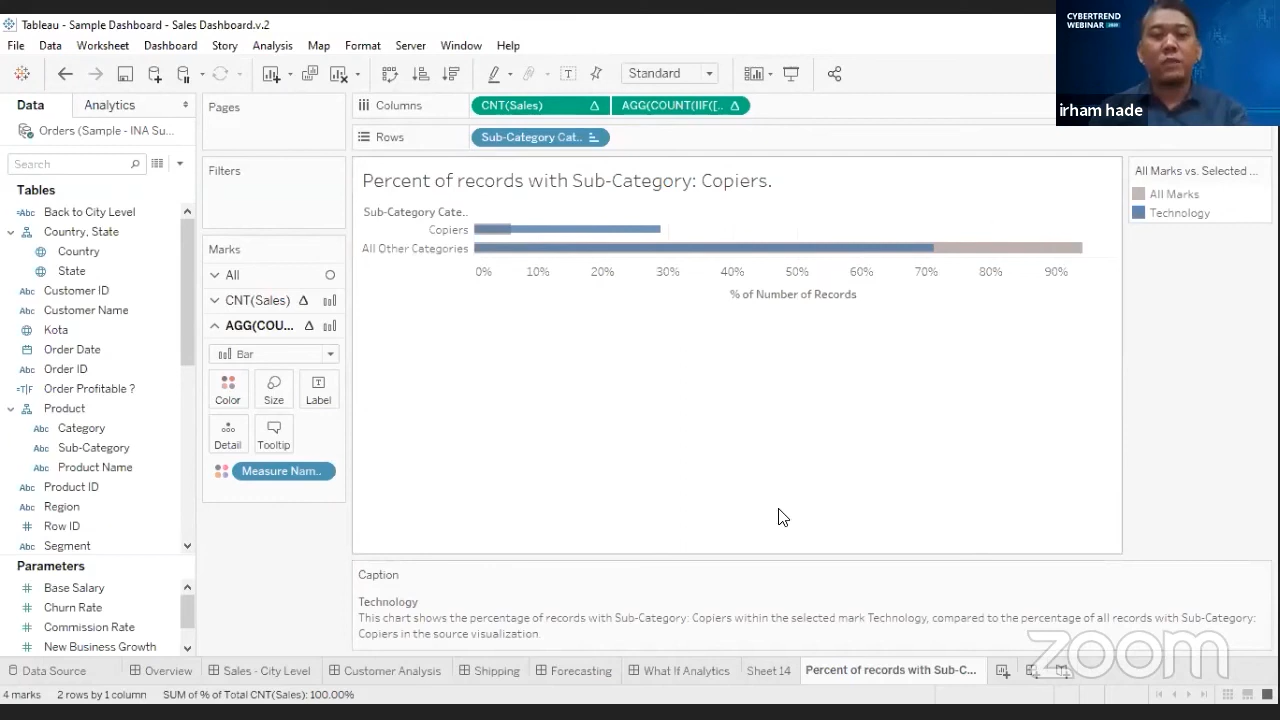 Tableau - Sample Dashboard - Sales Dashboard.v.2
File Data Worksheet Dashboard Story Analysis Map Format Server Window Help
Standard
CYBERTREND
WEBINAR
irham hade
Data Analytics
Orders (Sample - INA Su...
Search
Tables
Back to City Level
Country, State
Country
State
Customer ID
Customer Name
Kota
Order Date
Order ID
Order Profitable ?
Product
Category
Sub-Category
Product Name
Product ID
Region
Row ID
Segment
Parameters
Base Salary
Churn Rate
Commission Rate
New Business Growth
Pages
Filters
Marks
All
CNT(Sales)
AGG(COU...
Bar
Color Size Label
Detail Tooltip
Measure Nam..
Columns CNT(Sales) AGG(COUNT(IIF([..
Rows Sub-Category Cat..
Percent of records with Sub-Category: Copiers.
Sub-Category Cate..
Copiers
All Other Categories
0% 10% 20% 30% 40% 50% 60% 70% 80% 90%
% of Number of Records
All Marks vs. Selected ...
All Marks
Technology
Caption
Technology
This chart shows the percentage of records with Sub-Category: Copiers within the selected mark Technology, compared to the percentage of all records with Sub-Category:
Copiers in the source visualization.
zoom
Data Source Overview Sales - City Level Customer Analysis Shipping Forecasting What If Analytics Sheet 14 Percent of records with Sub-C...
4 marks 2 rows by 1 column SUM of % of Total CNT(Sales): 100.00%